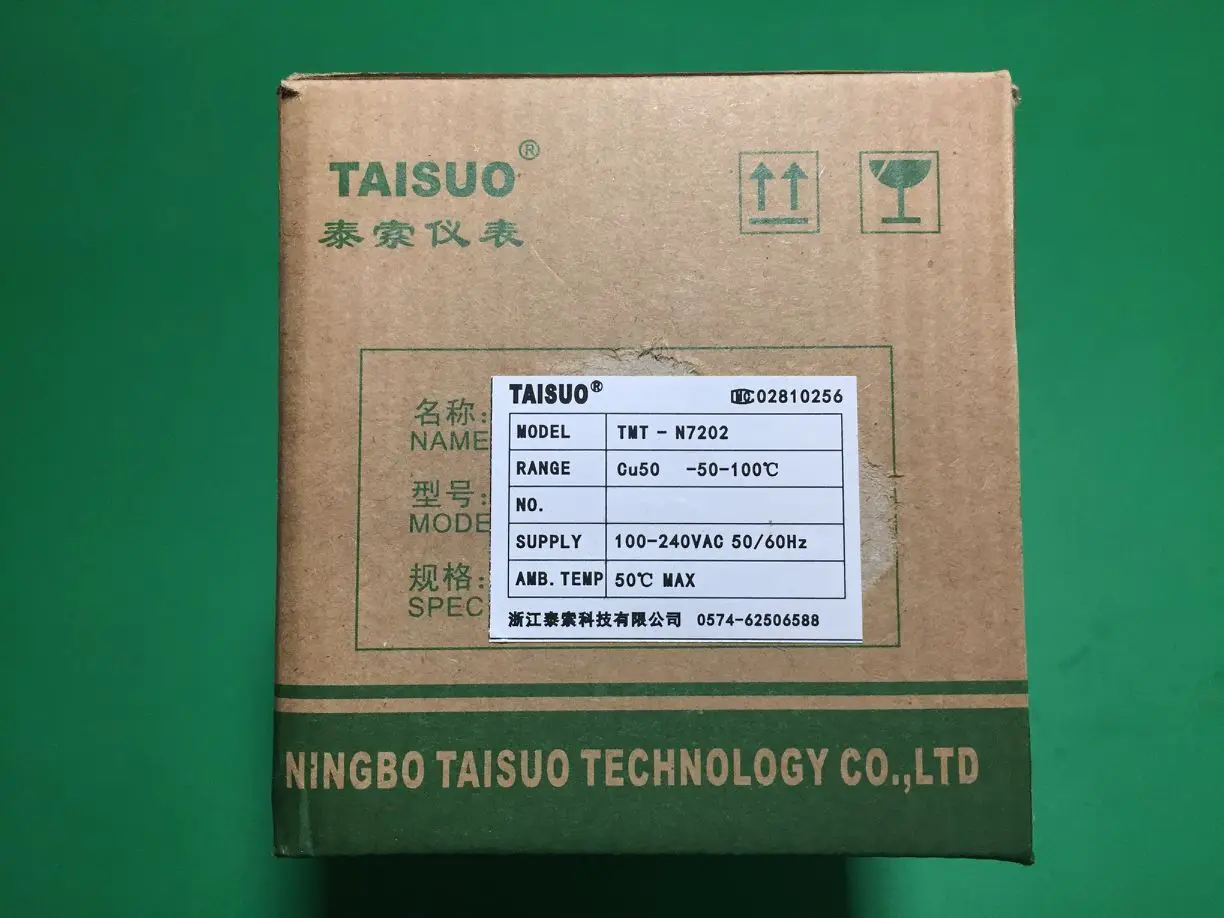 TAISUO®
泰索仪表
名称:
NAME
型号:
MODE
规格:
SPEC
TAISUO® CMC02810256
MODEL TMT - N7202
RANGE Cu50 -50-100℃
NO.
SUPPLY 100-240VAC 50/60Hz
AMB. TEMP 50℃ MAX
浙江泰索科技有限公司 0574-62506588
NINGBO TAISUO TECHNOLOGY CO.,LTD